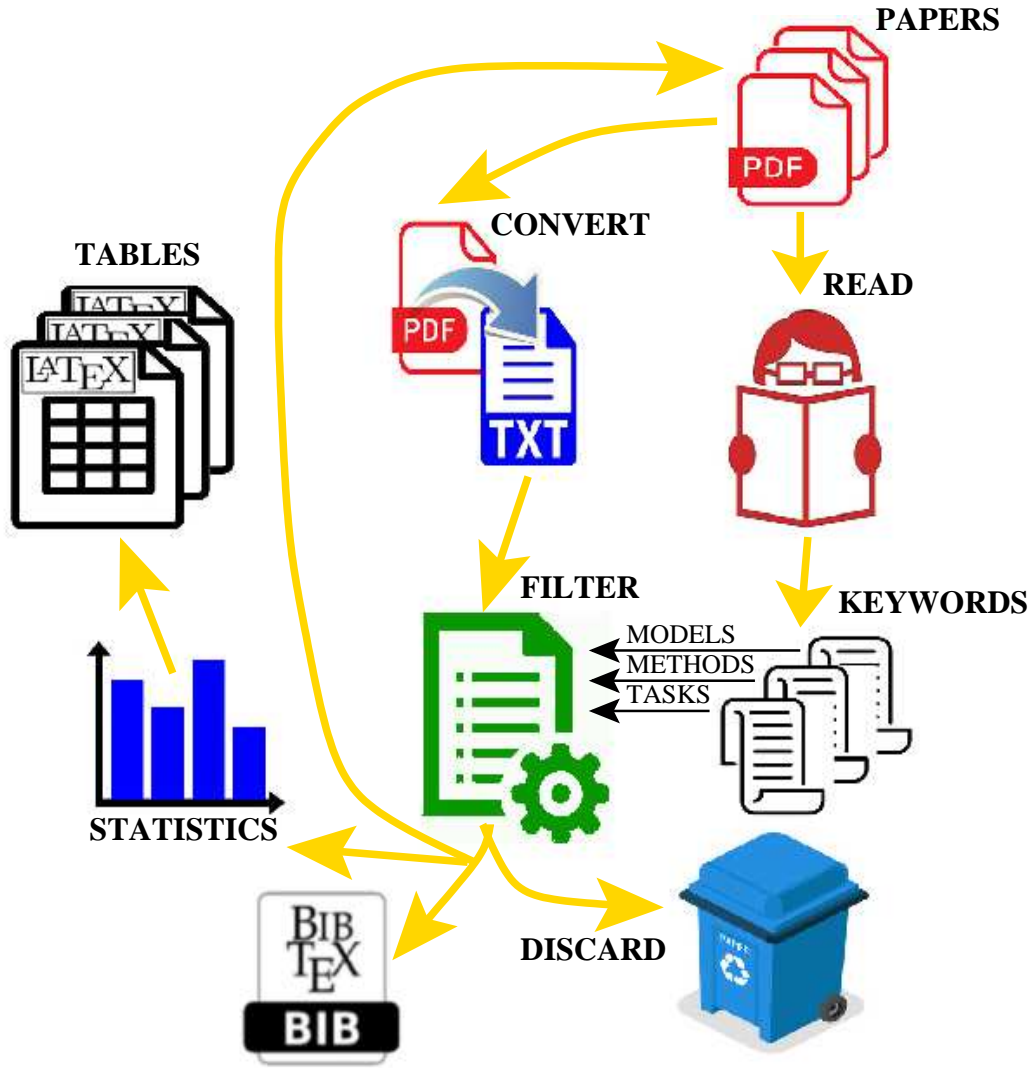 PAPERS
PDF
CONVERT
PDF
TXT
TABLES
LATEX
LATEX
LATEX
READ
FILTER
KEYWORDS
MODELS
METHODS
TASKS
STATISTICS
DISCARD
BIB
TEX
BIB